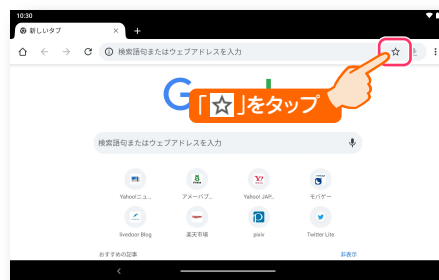 10:30
新しいタブ
検索語句またはウェブアドレスを入力
G
「☆」をタップ
検索語句またはウェブアドレスを入力
Yahoo!ニュ...
アメーバブ...
Yahoo! JAP...
モバゲー
livedoor Blog
楽天市場
pixiv
Twitter Lite
おすすめの記事
非表示